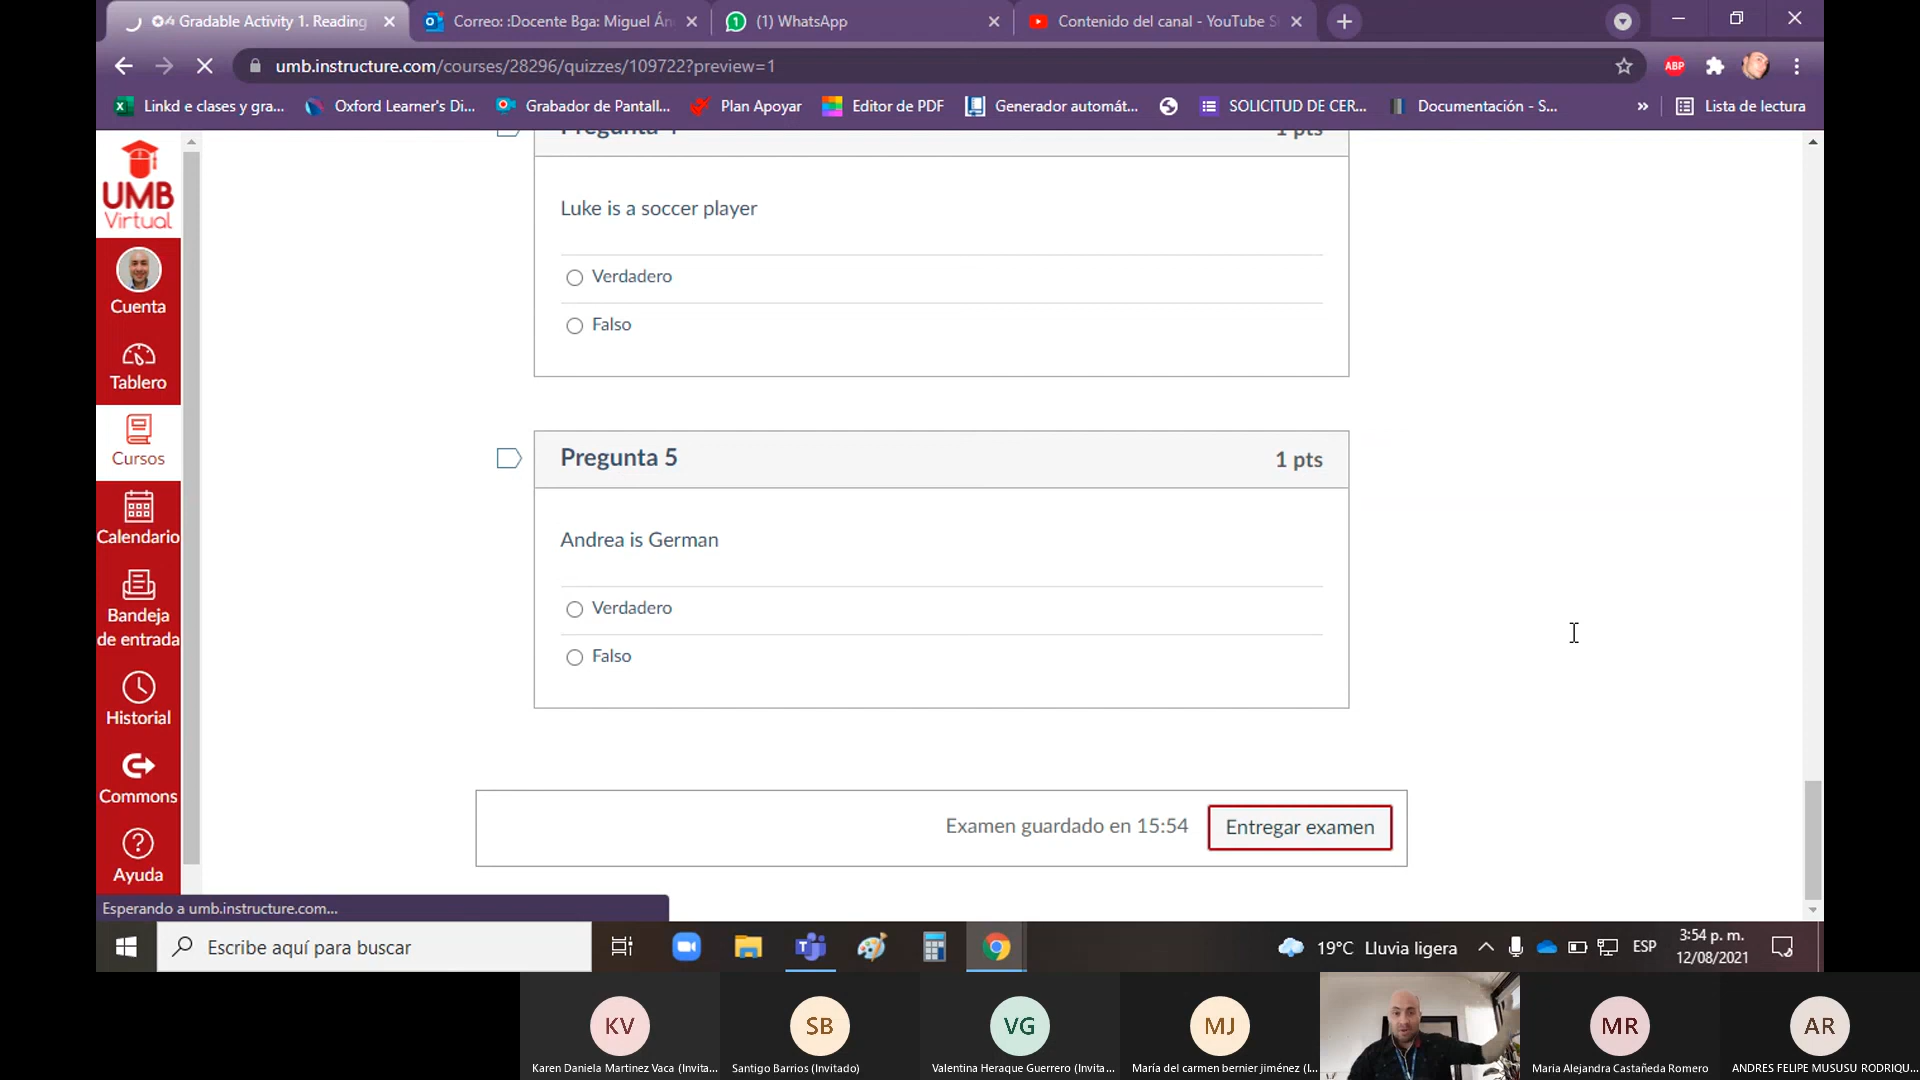 Gradable Activity 1. Reading
Correo: :Docente Bga: Miguel Án
(1) WhatsApp
Contenido del canal - YouTube S
umb.instructure.com/courses/28296/quizzes/109722?preview=1
ABP
Linkd e clases y gra...
Oxford Learner's Di...
Grabador de Pantall...
Plan Apoyar
Editor de PDF
Generador automát...
SOLICITUD DE CER...
Documentación - S...
»
Lista de lectura
UMB
Virtual
Cuenta
Tablero
Cursos
Calendario
Bandeja
de entrada
Historial
Commons
Ayuda
1 pts
Luke is a soccer player
Verdadero
Falso
Pregunta 5
1 pts
Andrea is German
Verdadero
Falso
Examen guardado en 15:54
Entregar examen
Esperando a umb.instructure.com...
Escribe aquí para buscar
19°C Lluvia ligera
ESP
3:54 p. m.
12/08/2021
KV
SB
VG
MJ
MR
AR
Karen Daniela Martinez Vaca (Invita...
Santigo Barrios (Invitado)
Valentina Heraque Guerrero (Invita...
María del carmen bernier jiménez (I...
Maria Alejandra Castañeda Romero
ANDRES FELIPE MUSUSU RODRIQU...